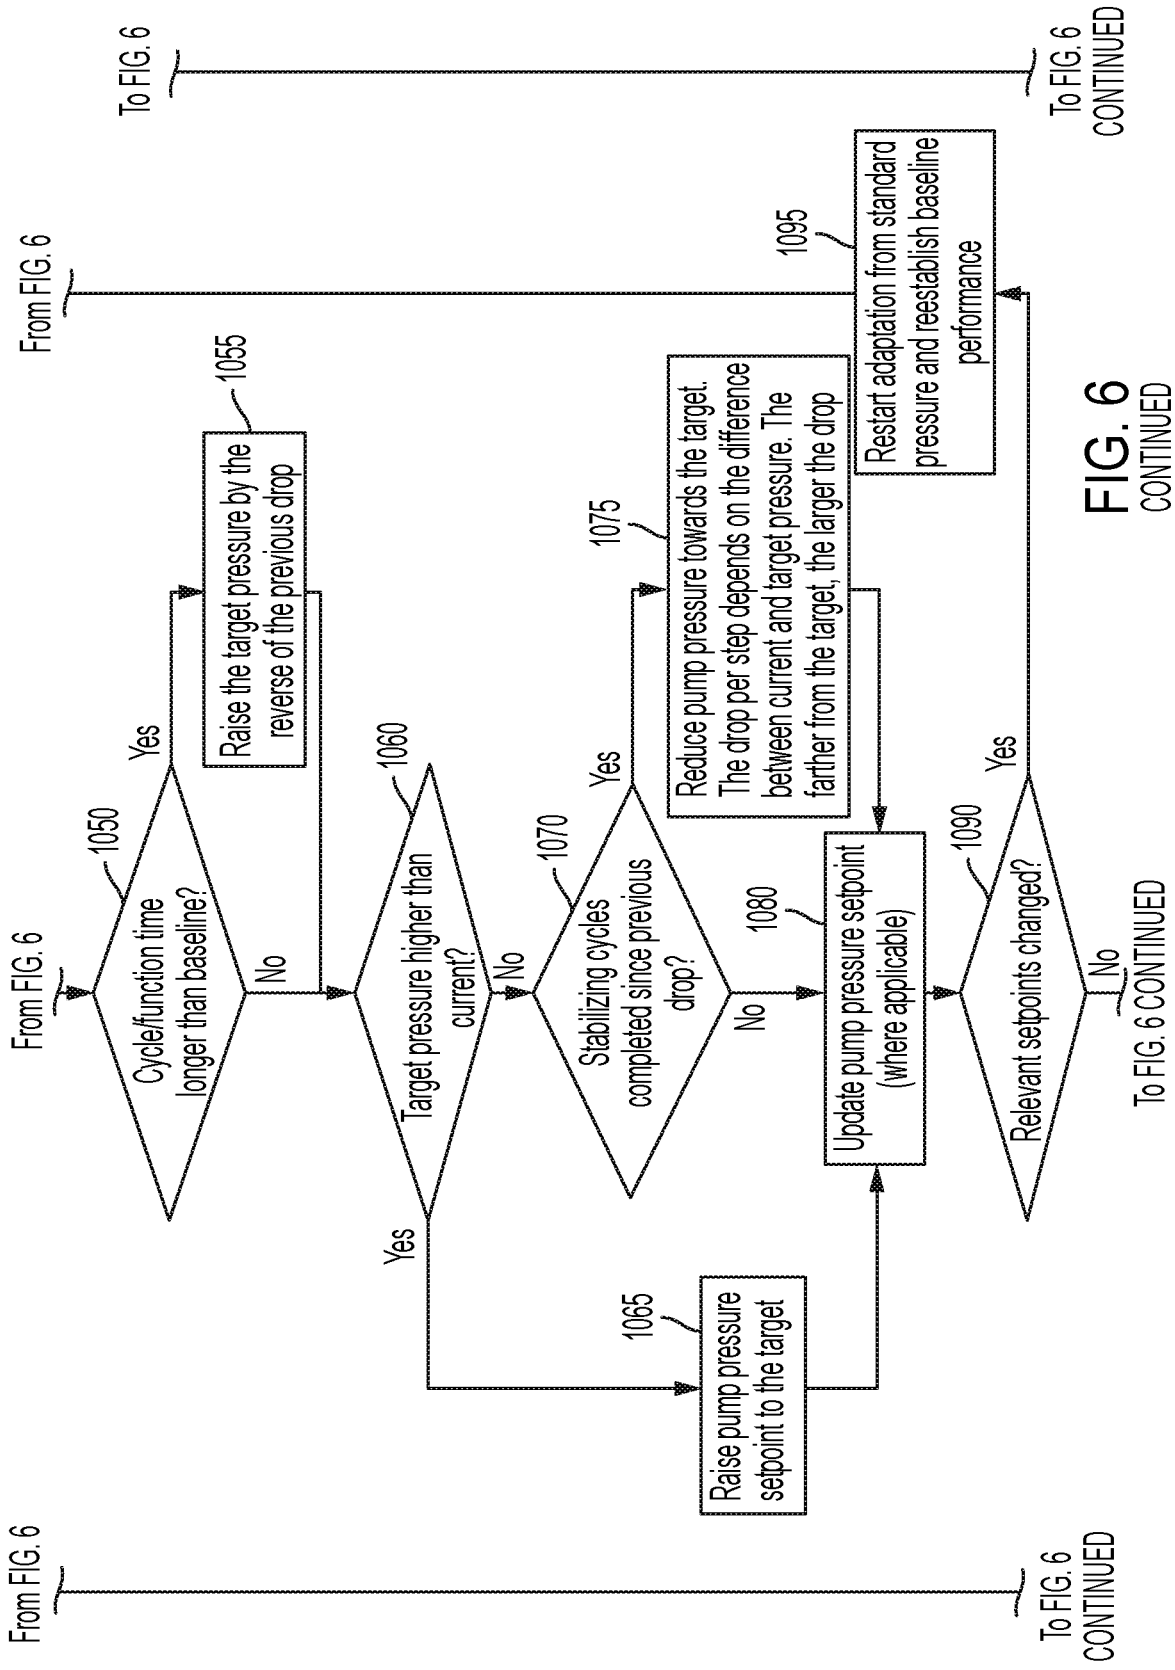 From FIG. 6
From FIG. 6
From FIG. 6
To FIG. 6
1050
Cycle/function time
longer than baseline?
Yes
No
1055
Raise the target pressure by the
reverse of the previous drop
1060
Target pressure higher than
current?
Yes
No
1065
Raise pump pressure
setpoint to the target
1070
Stabilizing cycles
completed since previous
drop?
Yes
No
1075
Reduce pump pressure towards the target.
The drop per step depends on the difference
between current and target pressure. The
farther from the target, the larger the drop
1080
Update pump pressure setpoint
(where applicable)
1090
Relevant setpoints changed?
Yes
No
1095
Restart adaptation from standard
pressure and reestablish baseline
performance
To FIG. 6
CONTINUED
To FIG. 6 CONTINUED
To FIG. 6
CONTINUED
FIG. 6
CONTINUED